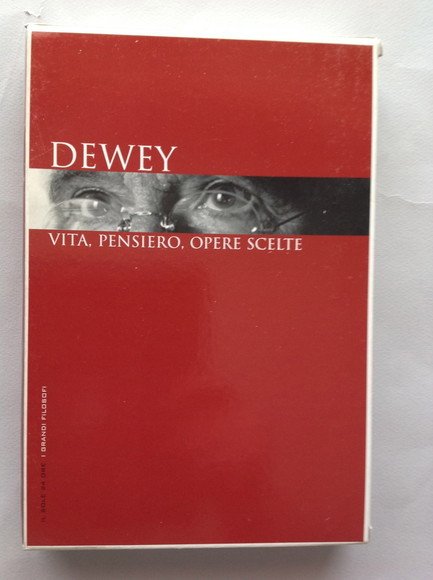 DEWEY
VITA, PENSIERO, OPERE SCELTE
IL SOLE 24 ORE I GRANDI FILOSOFI